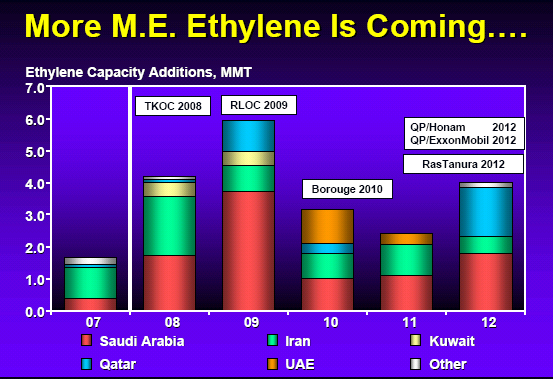 More M.E. Ethylene Is Coming....
Ethylene Capacity Additions, MMT
7.0
6.0
5.0
4.0
3.0
2.0
1.0
0.0
TKOC 2008
RLOC 2009
Borouge 2010
QP/Honam 2012
QP/ExxonMobil 2012
RasTanura 2012
07 08 09 10 11 12
Saudi Arabia Iran Kuwait
Qatar UAE Other